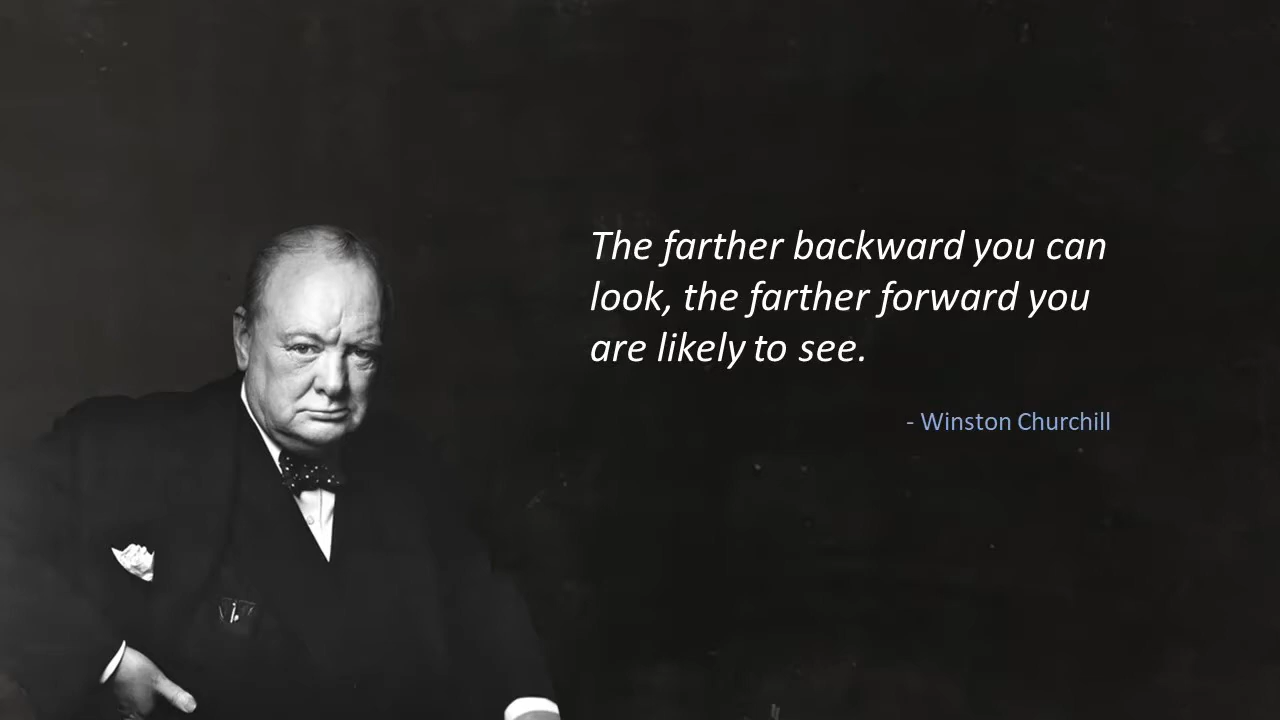 The farther backward you can
look, the farther forward you
are likely to see.
- Winston Churchill